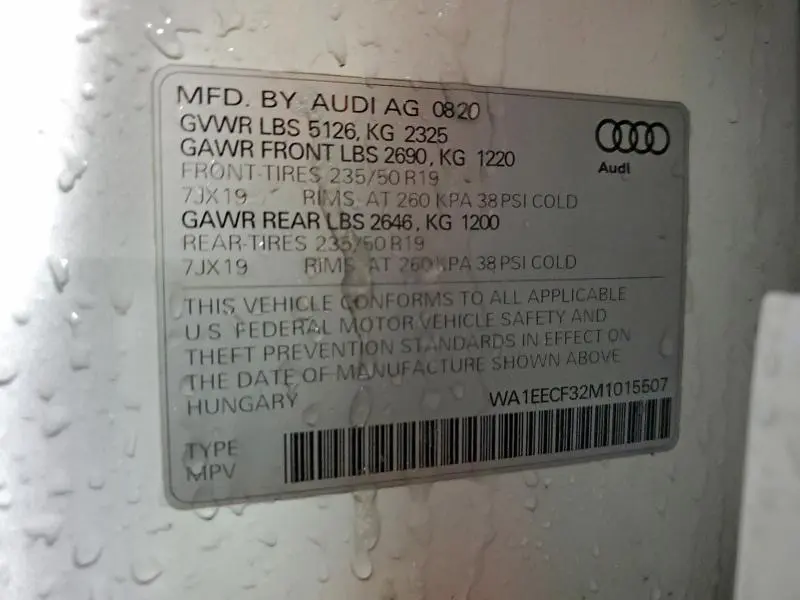 MFD. BY AUDI AG 0820
GVWR LBS 5126, KG 2325
GAWR FRONT LBS 2690, KG 1220
FRONT-TIRES 235/50 R19
7JX19 RIMS, AT 260 KPA 38 PSI COLD
GAWR REAR LBS 2646, KG 1200
REAR-TIRES 235/50 R19
7JX19 RIMS, AT 260 KPA 38 PSI COLD
Audi
THIS VEHICLE CONFORMS TO ALL APPLICABLE
U.S. FEDERAL MOTOR VEHICLE SAFETY AND
THEFT PREVENTION STANDARDS IN EFFECT ON
THE DATE OF MANUFACTURE SHOWN ABOVE
HUNGARY WA1EECF32M1015507
TYPE
MPV